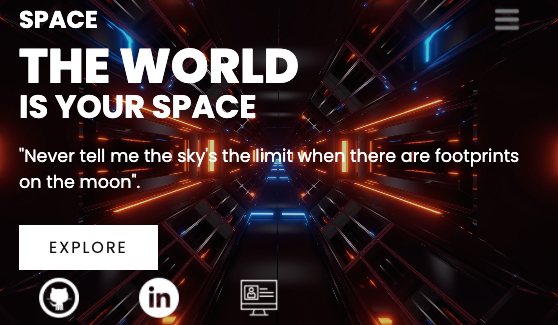 SPACE
THE WORLD
IS YOUR SPACE
"Never tell me the sky's the limit when there are footprints
on the moon".
EXPLORE
in